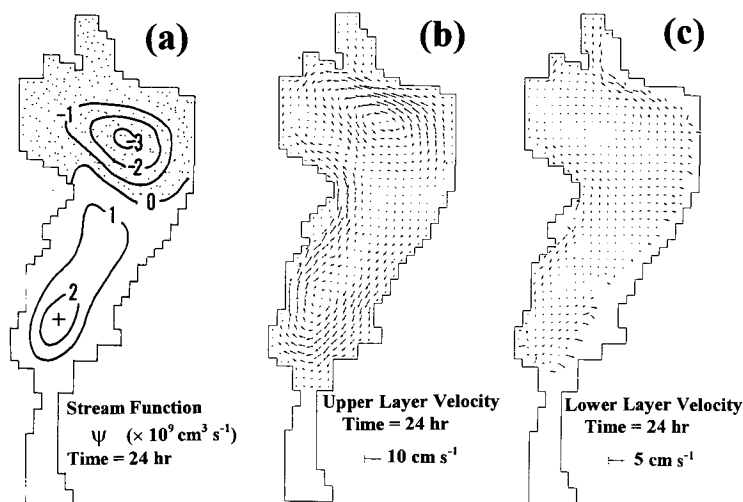 (a)
(b)
(c)
-1
-3
-2
0
1
2
+
Stream Function
Ψ (× 10⁹ cm³ s⁻¹)
Time = 24 hr
Upper Layer Velocity
Time = 24 hr
10 cm s⁻¹
Lower Layer Velocity
Time = 24 hr
5 cm s⁻¹